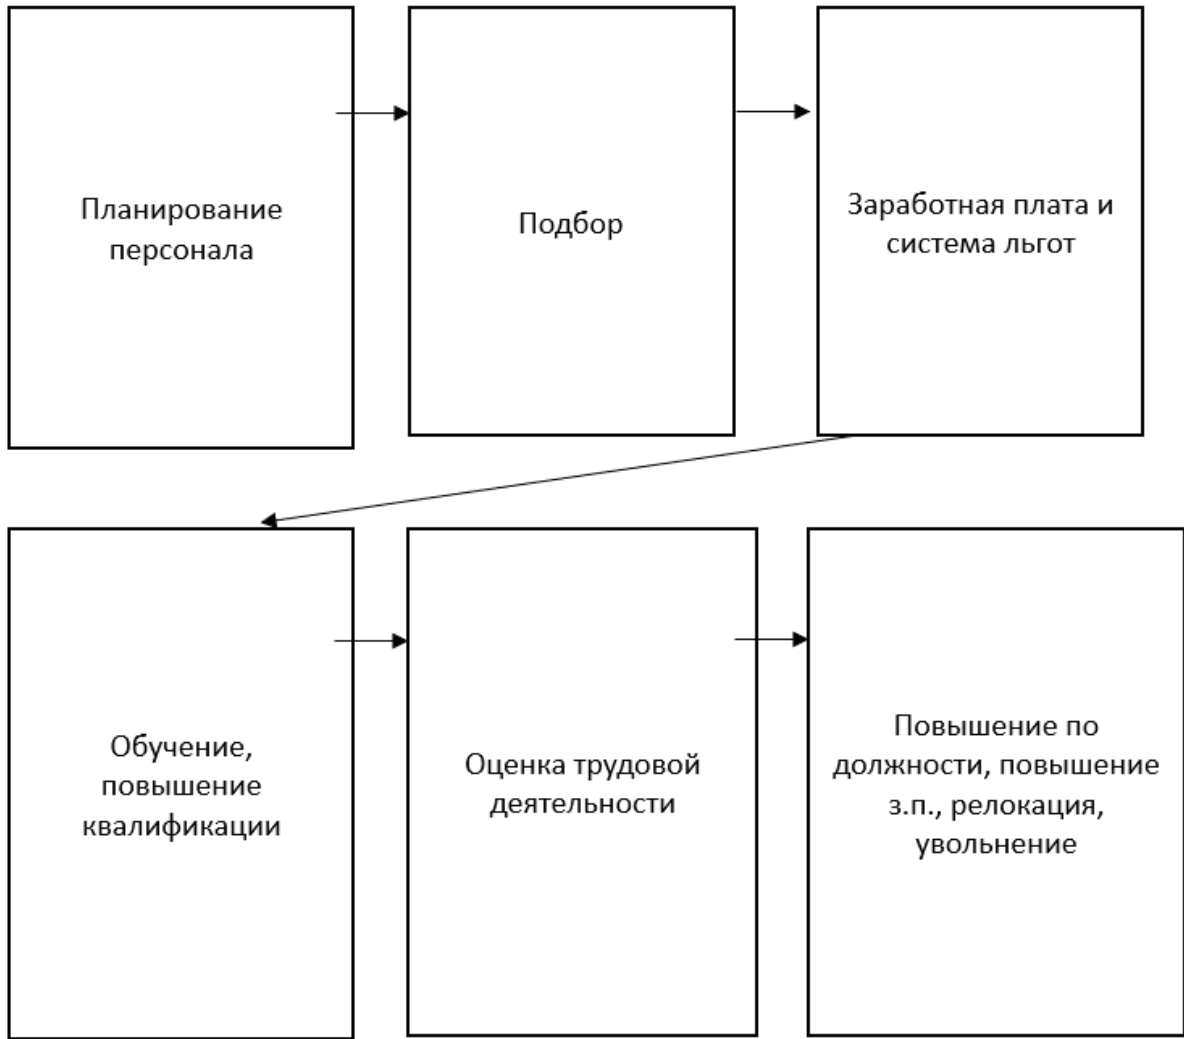 Планирование
персонала
Подбор
Заработная плата и
система льгот
Обучение,
повышение
квалификации
Оценка трудовой
деятельности
Повышение по
должности, повышение
з.п., релокация,
увольнение